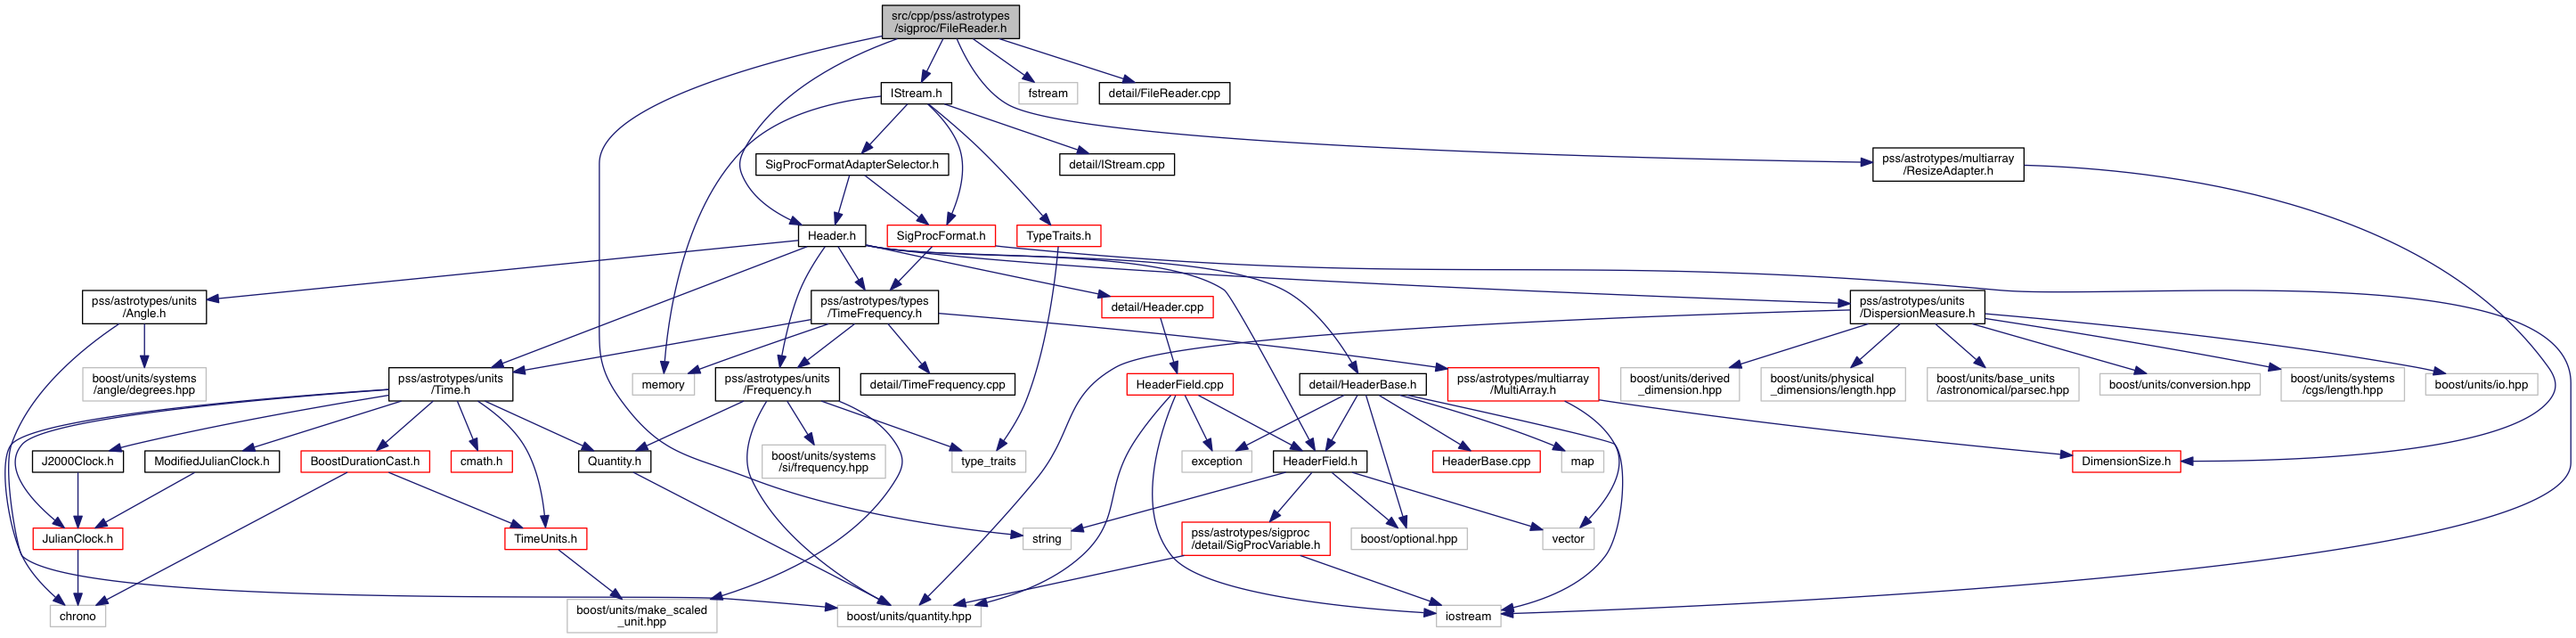 src/cpp/pss/astrotypes
/sigproc/FileReader.h
IStream.h
fstream
detail/FileReader.cpp
SigProcFormatAdapterSelector.h
detail/IStream.cpp
pss/astrotypes/multiarray
/ResizeAdapter.h
Header.h
SigProcFormat.h
TypeTraits.h
pss/astrotypes/units
/Angle.h
pss/astrotypes/types
/TimeFrequency.h
detail/Header.cpp
pss/astrotypes/units
/DispersionMeasure.h
boost/units/systems
/angle/degrees.hpp
pss/astrotypes/units
/Time.h
memory
pss/astrotypes/units
/Frequency.h
detail/TimeFrequency.cpp
HeaderField.cpp
detail/HeaderBase.h
pss/astrotypes/multiarray
/MultiArray.h
boost/units/derived
_dimension.hpp
boost/units/physical
_dimensions/length.hpp
boost/units/base_units
/astronomical/parsec.hpp
boost/units/conversion.hpp
boost/units/systems
/cgs/length.hpp
boost/units/io.hpp
J2000Clock.h
ModifiedJulianClock.h
BoostDurationCast.h
cmath.h
Quantity.h
boost/units/systems
/si/frequency.hpp
type_traits
exception
HeaderField.h
HeaderBase.cpp
map
DimensionSize.h
JulianClock.h
TimeUnits.h
string
pss/astrotypes/sigproc
/detail/SigProcVariable.h
boost/optional.hpp
vector
chrono
boost/units/make_scaled
_unit.hpp
boost/units/quantity.hpp
iostream